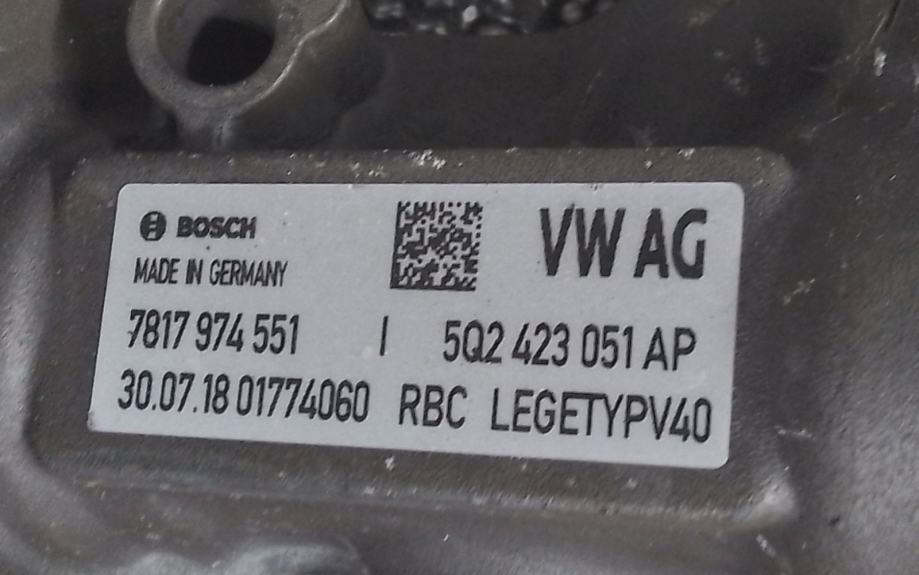 BOSCH
VW AG
MADE IN GERMANY
7817 974 551 I 5Q2 423 051 AP
30.07.18 01774060 RBC LEGETYPV40